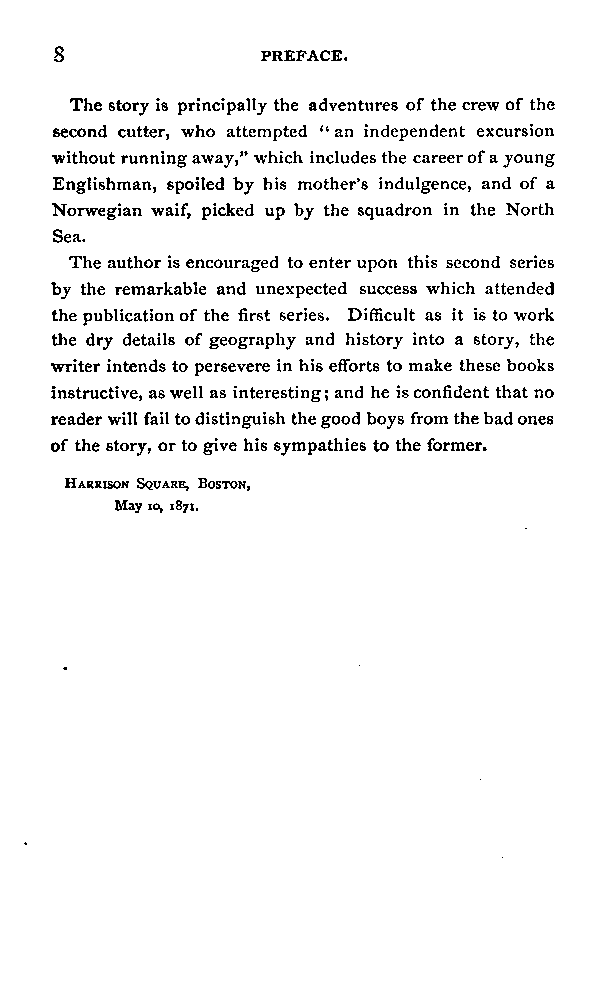 8 PREFACE.
The story is principally the adventures of the crew of the
second cutter, who attempted “an independent excursion
without running away,” which includes the career of a young
Englishman, spoiled by his mother's indulgence, and of a
Norwegian waif, picked up by the squadron in the North
Sea.
The author is encouraged to enter upon this second series
by the remarkable and unexpected success which attended
the publication of the first series. Difficult as it is to work
the dry details of geography and history into a story, the
writer intends to persevere in his efforts to make these books
instructive, as well as interesting; and he is confident that no
reader will fail to distinguish the good boys from the bad ones
of the story, or to give his sympathies to the former.
HARRISON SQUARE, BOSTON,
May 10, 1871.